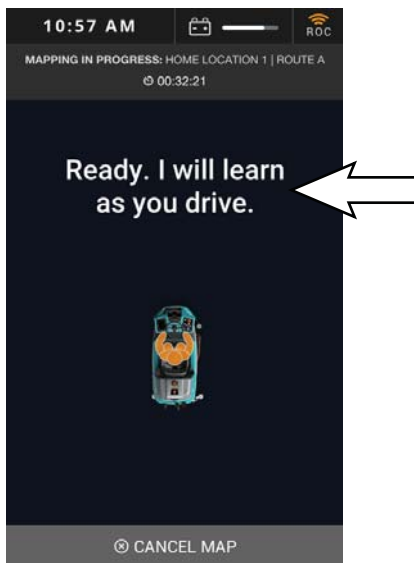 10:57 AM
ROC
MAPPING IN PROGRESS: HOME LOCATION 1 | ROUTE A
00:32:21
Ready. I will learn
as you drive.
CANCEL MAP